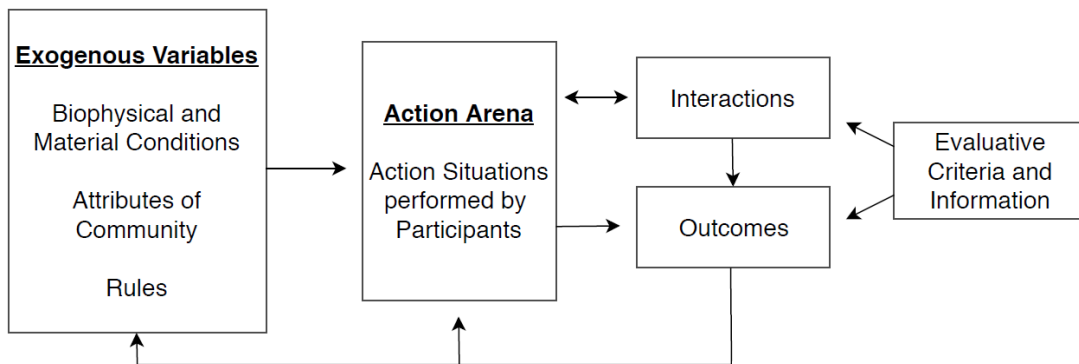 Exogenous Variables
Biophysical and
Material Conditions
Attributes of
Community
Rules
Action Arena
Action Situations
performed by
Participants
Interactions
Outcomes
Evaluative
Criteria and
Information